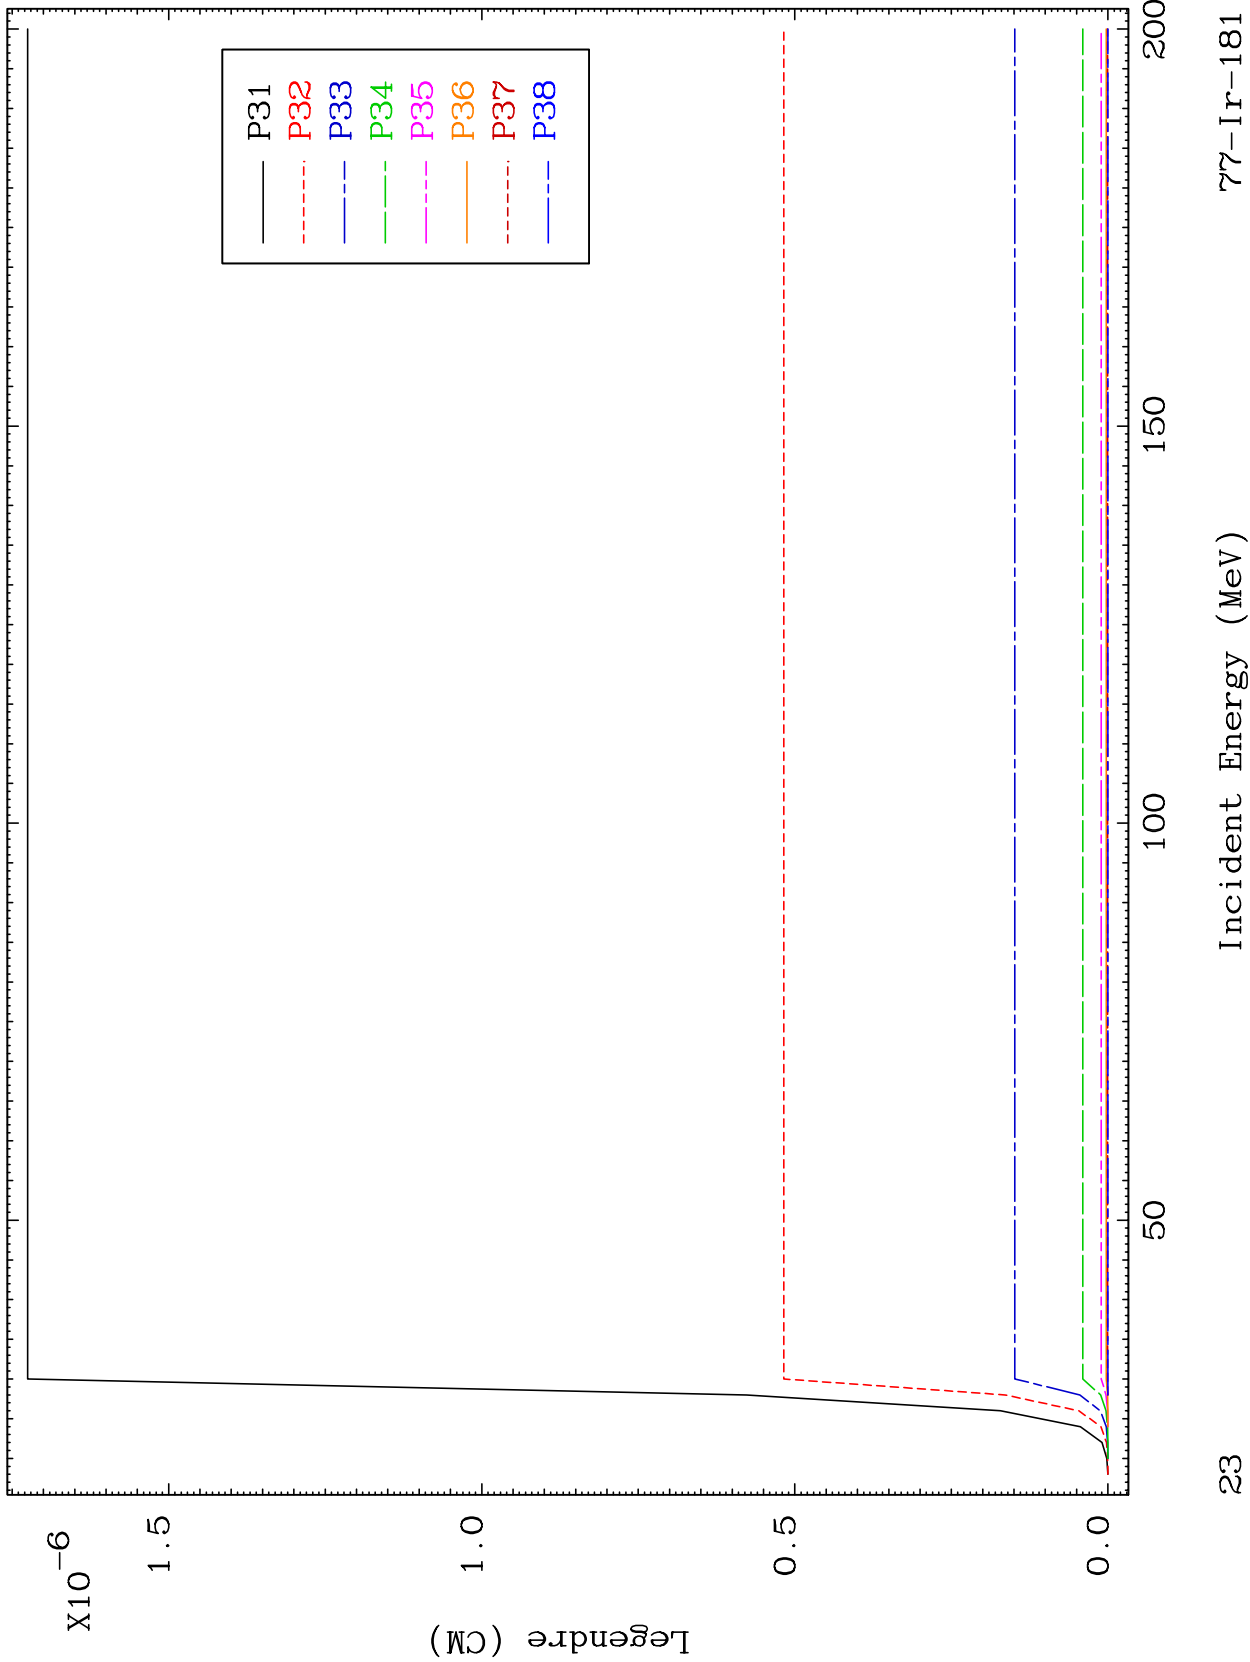 X10-6
1.5
1.0
0.5
0.0
Legendre (CM)
P31
P32
P33
P34
P35
P36
P37
P38
50
100
150
200
23
Incident Energy (MeV)
77-Ir-181